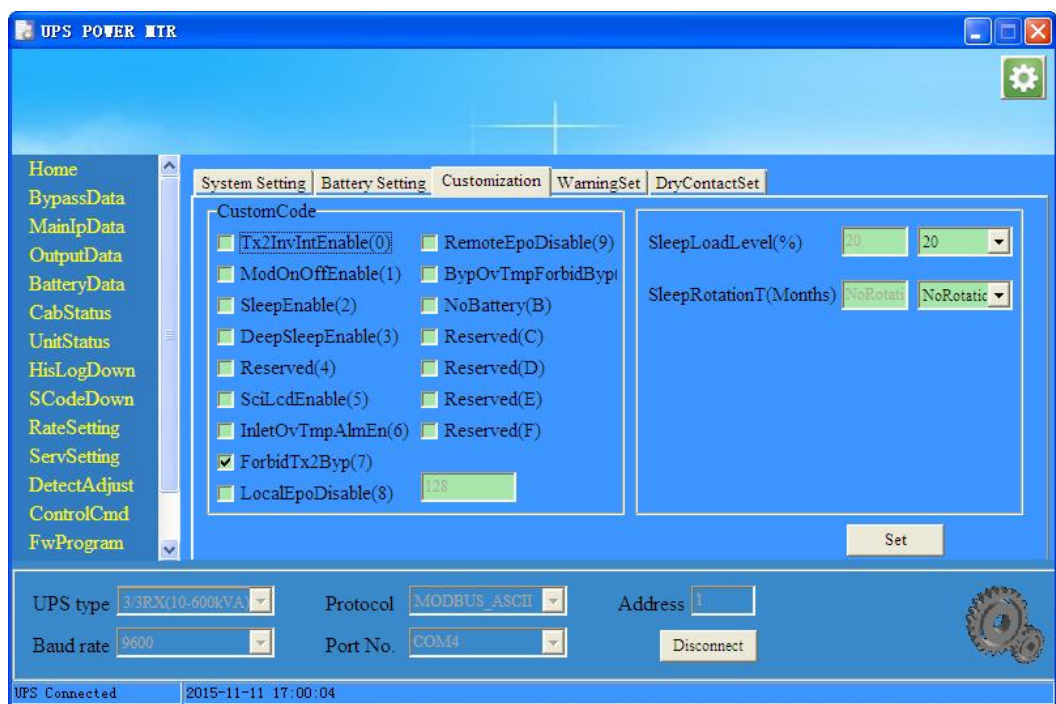 UPS POWER MTR
Home
BypassData
MainIpData
OutputData
BatteryData
CabStatus
UnitStatus
HisLogDown
SCodeDown
RateSetting
ServSetting
DetectAdjust
ControlCmd
FwProgram
System Setting Battery Setting Customization WarningSet DryContactSet
CustomCode
Tx2InvIntEnable(0) RemoteEpoDisable(9)
ModOnOffEnable(1) BypOvTmpForbidByp(
SleepEnable(2) NoBattery(B)
DeepSleepEnable(3) Reserved(C)
Reserved(4) Reserved(D)
SciLcdEnable(5) Reserved(E)
InletOvTmpAlmEn(6) Reserved(F)
ForbidTx2Byp(7)
LocalEpoDisable(8) 128
SleepLoadLevel(%) 20 20
SleepRotationT(Months) NoRotati NoRotatic
Set
UPS type 3/3RX(10-600kVA) Protocol MODBUS_ASCII Address 1
Baud rate 9600 Port No. COM4 Disconnect
UPS Connected 2015-11-11 17:00:04